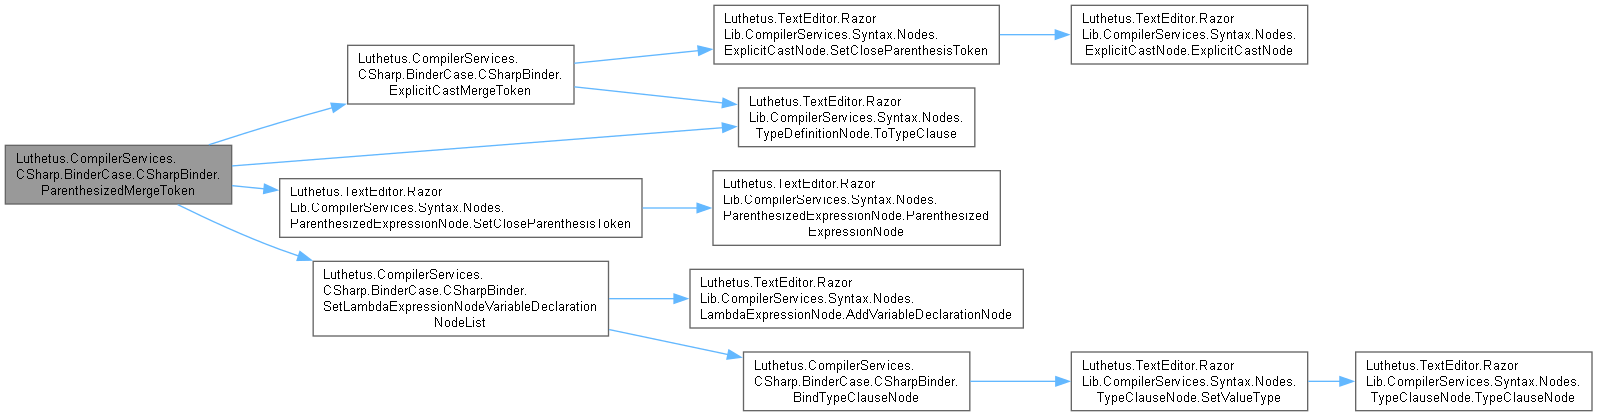 Luthetus.CompilerServices.
CSharp.BinderCase.CSharpBinder.
ParenthesizedMergeToken
Luthetus.CompilerServices.
CSharp.BinderCase.CSharpBinder.
ExplicitCastMergeToken
Luthetus.TextEditor.Razor
Lib.CompilerServices.Syntax.Nodes.
ExplicitCastNode.SetCloseParenthesisToken
Luthetus.TextEditor.Razor
Lib.CompilerServices.Syntax.Nodes.
ExplicitCastNode.ExplicitCastNode
Luthetus.TextEditor.Razor
Lib.CompilerServices.Syntax.Nodes.
TypeDefinitionNode.ToTypeClause
Luthetus.TextEditor.Razor
Lib.CompilerServices.Syntax.Nodes.
ParenthesizedExpressionNode.SetCloseParenthesisToken
Luthetus.TextEditor.Razor
Lib.CompilerServices.Syntax.Nodes.
ParenthesizedExpressionNode.Parenthesized
ExpressionNode
Luthetus.CompilerServices.
CSharp.BinderCase.CSharpBinder.
SetLambdaExpressionNodeVariableDeclaration
NodeList
Luthetus.TextEditor.Razor
Lib.CompilerServices.Syntax.Nodes.
LambdaExpressionNode.AddVariableDeclarationNode
Luthetus.CompilerServices.
CSharp.BinderCase.CSharpBinder.
BindTypeClauseNode
Luthetus.TextEditor.Razor
Lib.CompilerServices.Syntax.Nodes.
TypeClauseNode.SetValueType
Luthetus.TextEditor.Razor
Lib.CompilerServices.Syntax.Nodes.
TypeClauseNode.TypeClauseNode